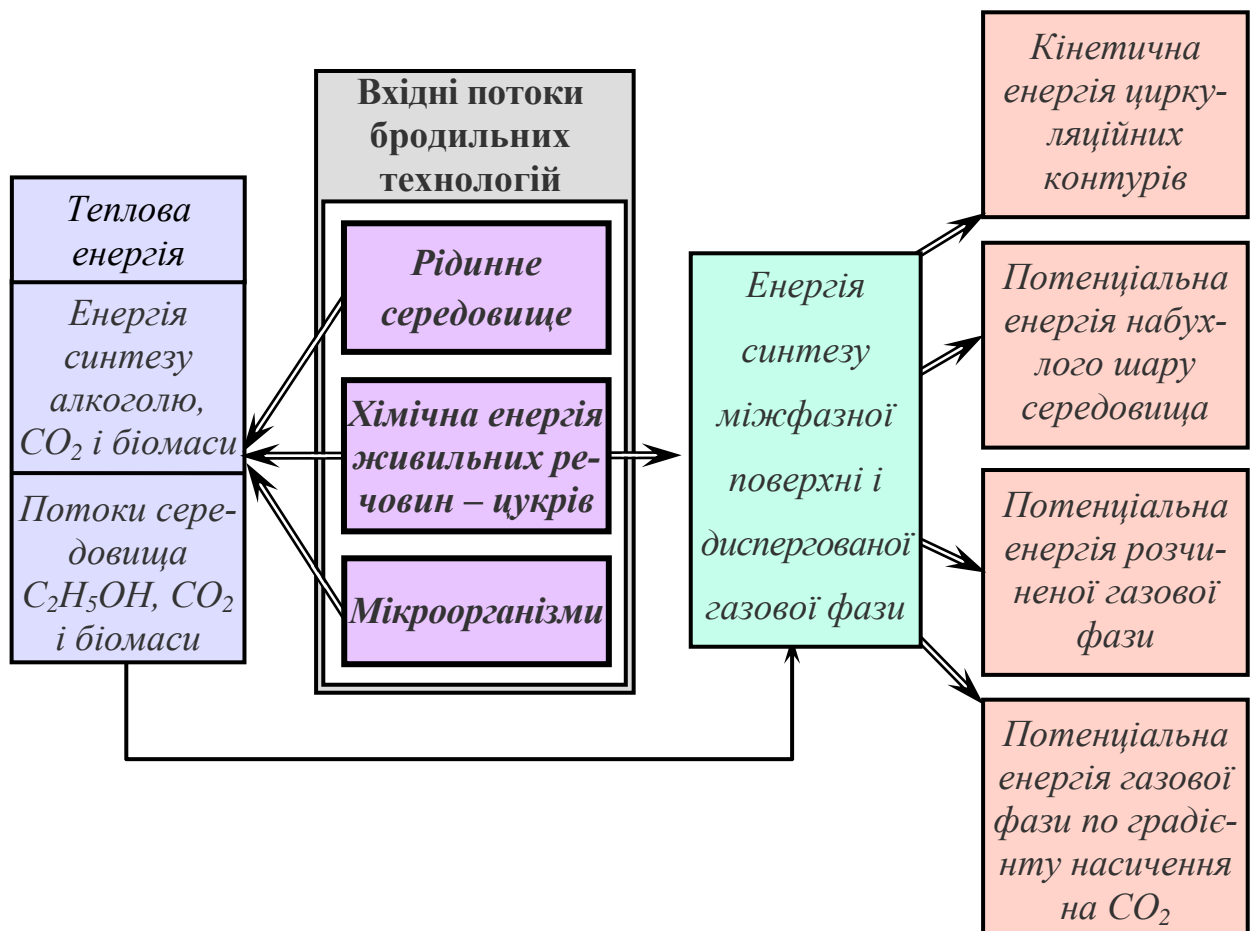 Теплова
енергія
Енергія
синтезу
алкоголю,
CO₂ і біомаси
Потоки сере-
довища
C₂H₅OH, CO₂
і біомаси
Вхідні потоки
бродильних
технологій
Рідинне
середовище
Хімічна енергія
живильних ре-
човин – цукрів
Мікроорганізми
Енергія
синтезу
міжфазної
поверхні і
диспергованої
газової фази
Кінетична
енергія цирку-
ляційних
контурів
Потенціальна
енергія набух-
лого шару
середовища
Потенціальна
енергія розчи-
неної газової
фази
Потенціальна
енергія газової
фази по градіє-
нту насичення
на CO₂